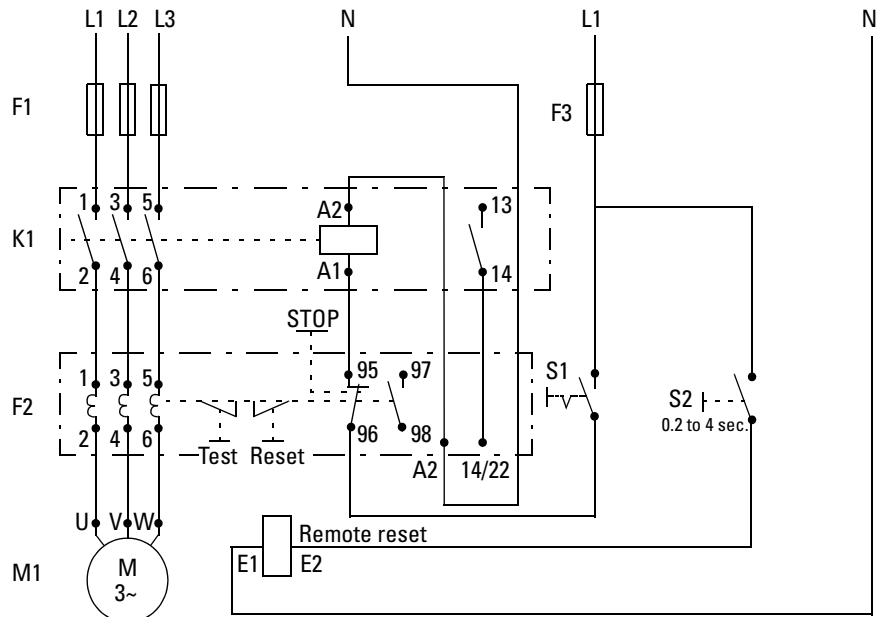 L1 L2 L3 N L1 N
F1 F3
1 3 5 A2 13
K1
2 4 6 A1 14
STOP
1 3 5 95 97 S1
F2 S2
0.2 to 4 sec.
2 4 6 96 98
Test Reset A2 14/22
U V W Remote reset
E1 E2
M1 M
3~